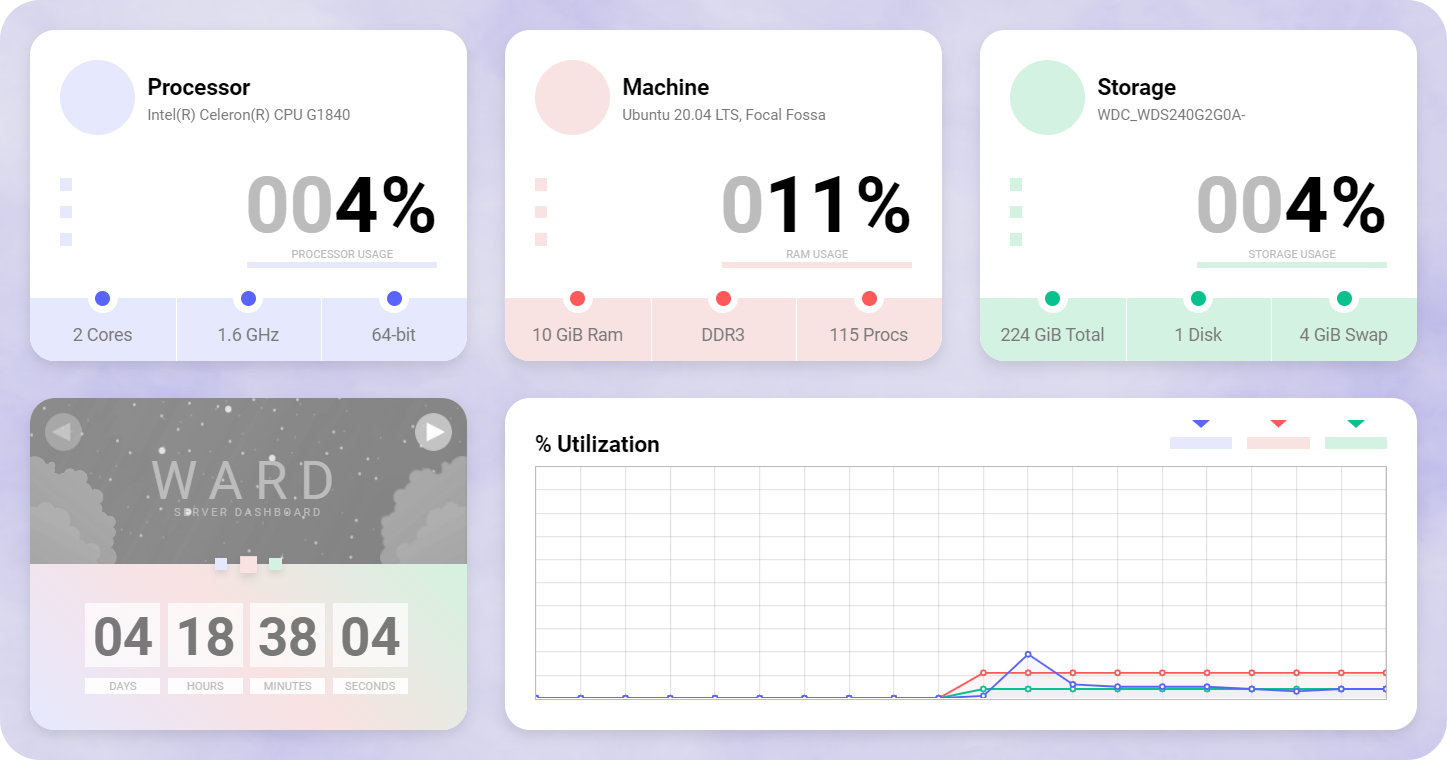 Processor
Intel(R) Celeron(R) CPU G1840
004%
PROCESSOR USAGE
2 Cores
1.6 GHz
64-bit
Machine
Ubuntu 20.04 LTS, Focal Fossa
011%
RAM USAGE
10 GiB Ram
DDR3
115 Procs
Storage
WDC_WDS240G2G0A-
004%
STORAGE USAGE
224 GiB Total
1 Disk
4 GiB Swap
WARD
SERVER DASHBOARD
04 18 38 04
DAYS HOURS MINUTES SECONDS
% Utilization